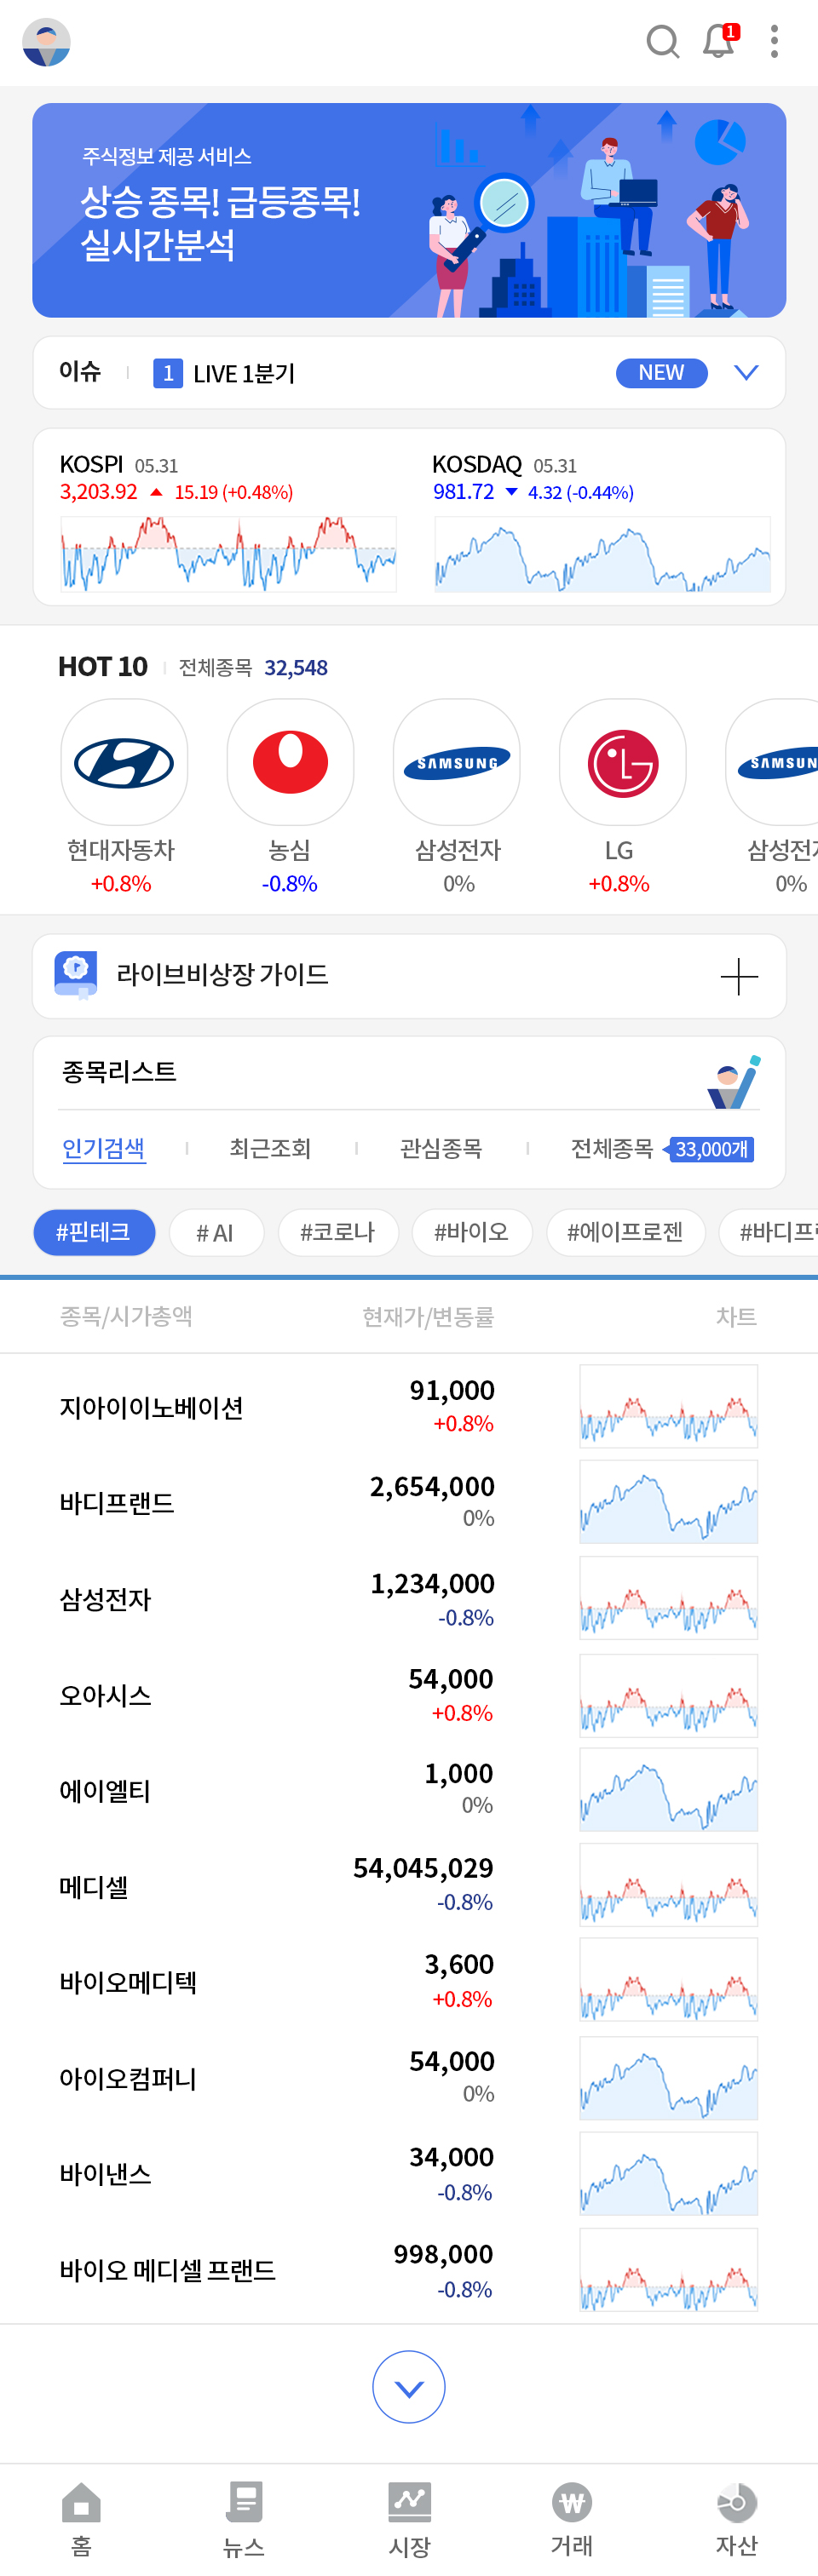 1
주식정보 제공 서비스
상승 종목! 급등종목!
실시간분석
이슈 1 LIVE 1분기 NEW
KOSPI 05.31
3,203.92 ▲ 15.19 (+0.48%)
KOSDAQ 05.31
981.72 ▼ 4.32 (-0.44%)
HOT 10 전체종목 32,548
SAMSUNG LG SAMSUN
현대자동차 농심 삼성전자 LG 삼성전자
+0.8% -0.8% 0% +0.8% 0%
라이브비상장 가이드
종목리스트
인기검색 최근조회 관심종목 전체종목 33,000개
#핀테크 # AI #코로나 #바이오 #에이프로젠 #바디프
종목/시가총액 현재가/변동률 차트
지아이이노베이션 91,000
+0.8%
바디프랜드 2,654,000
0%
삼성전자 1,234,000
-0.8%
오아시스 54,000
+0.8%
에이엘티 1,000
0%
메디셀 54,045,029
-0.8%
바이오메디텍 3,600
+0.8%
아이오컴퍼니 54,000
0%
바이낸스 34,000
-0.8%
바이오 메디셀 프랜드 998,000
-0.8%
홈 뉴스 시장 거래 자산